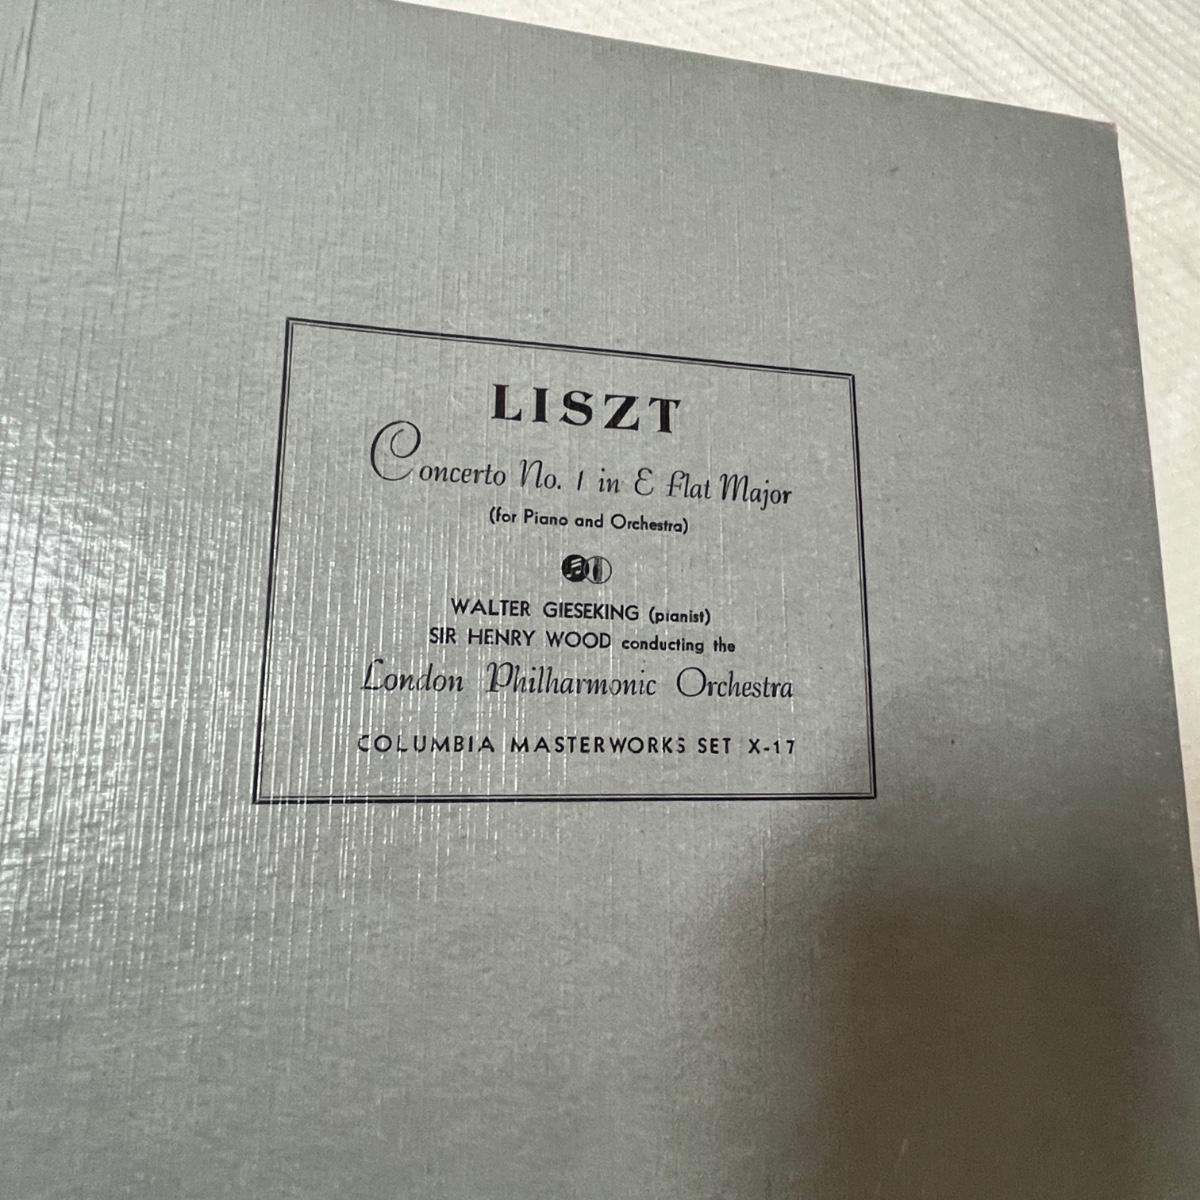 LISZT
Concerto No. 1 in E Flat Major
(for Piano and Orchestra)
WALTER GIESEKING (pianist)
SIR HENRY WOOD conducting the
London Philharmonic Orchestra
COLUMBIA MASTERWORKS SET X-17